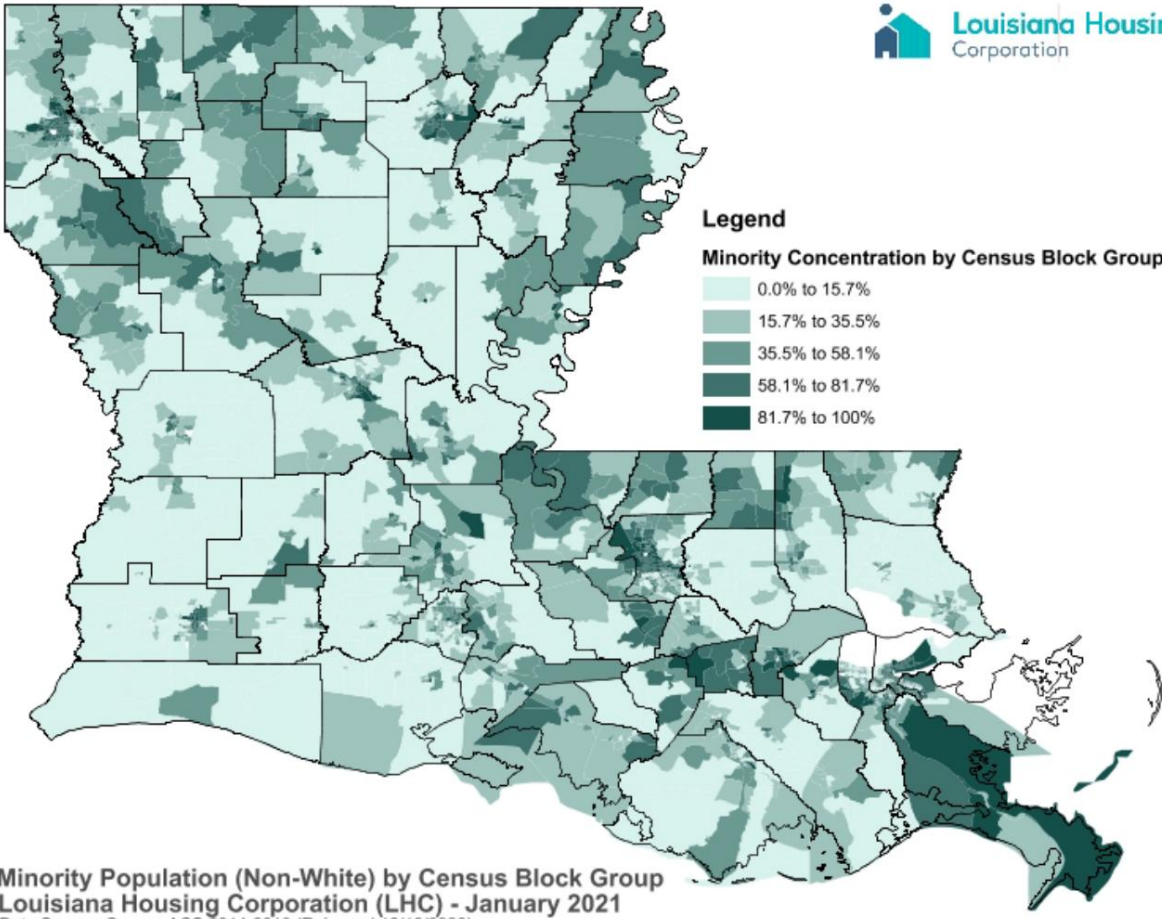 Louisiana Housin
Corporation
Legend
Minority Concentration by Census Block Group
0.0% to 15.7%
15.7% to 35.5%
35.5% to 58.1%
58.1% to 81.7%
81.7% to 100%
Minority Population (Non-White) by Census Block Group
Louisiana Housing Corporation (LHC) - January 2021